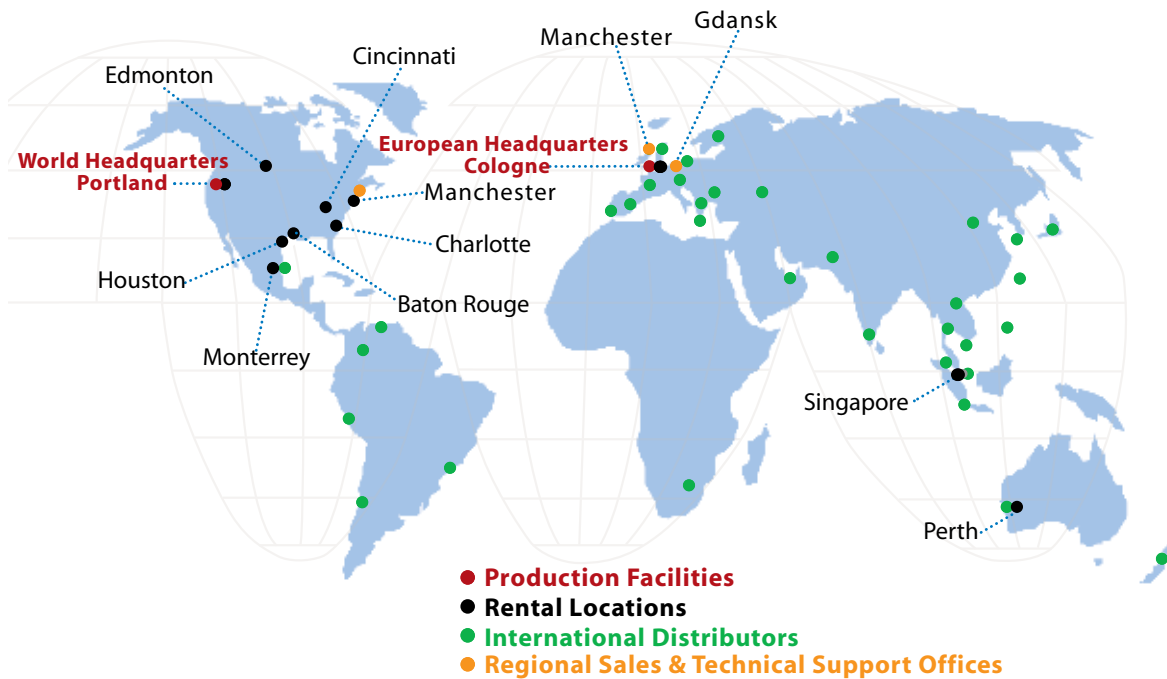 Gdansk
Manchester
Cincinnati
Edmonton
European Headquarters
Cologne
World Headquarters
Portland
Manchester
Charlotte
Houston
Baton Rouge
Monterrey
Singapore
Perth
Production Facilities
Rental Locations
International Distributors
Regional Sales & Technical Support Offices